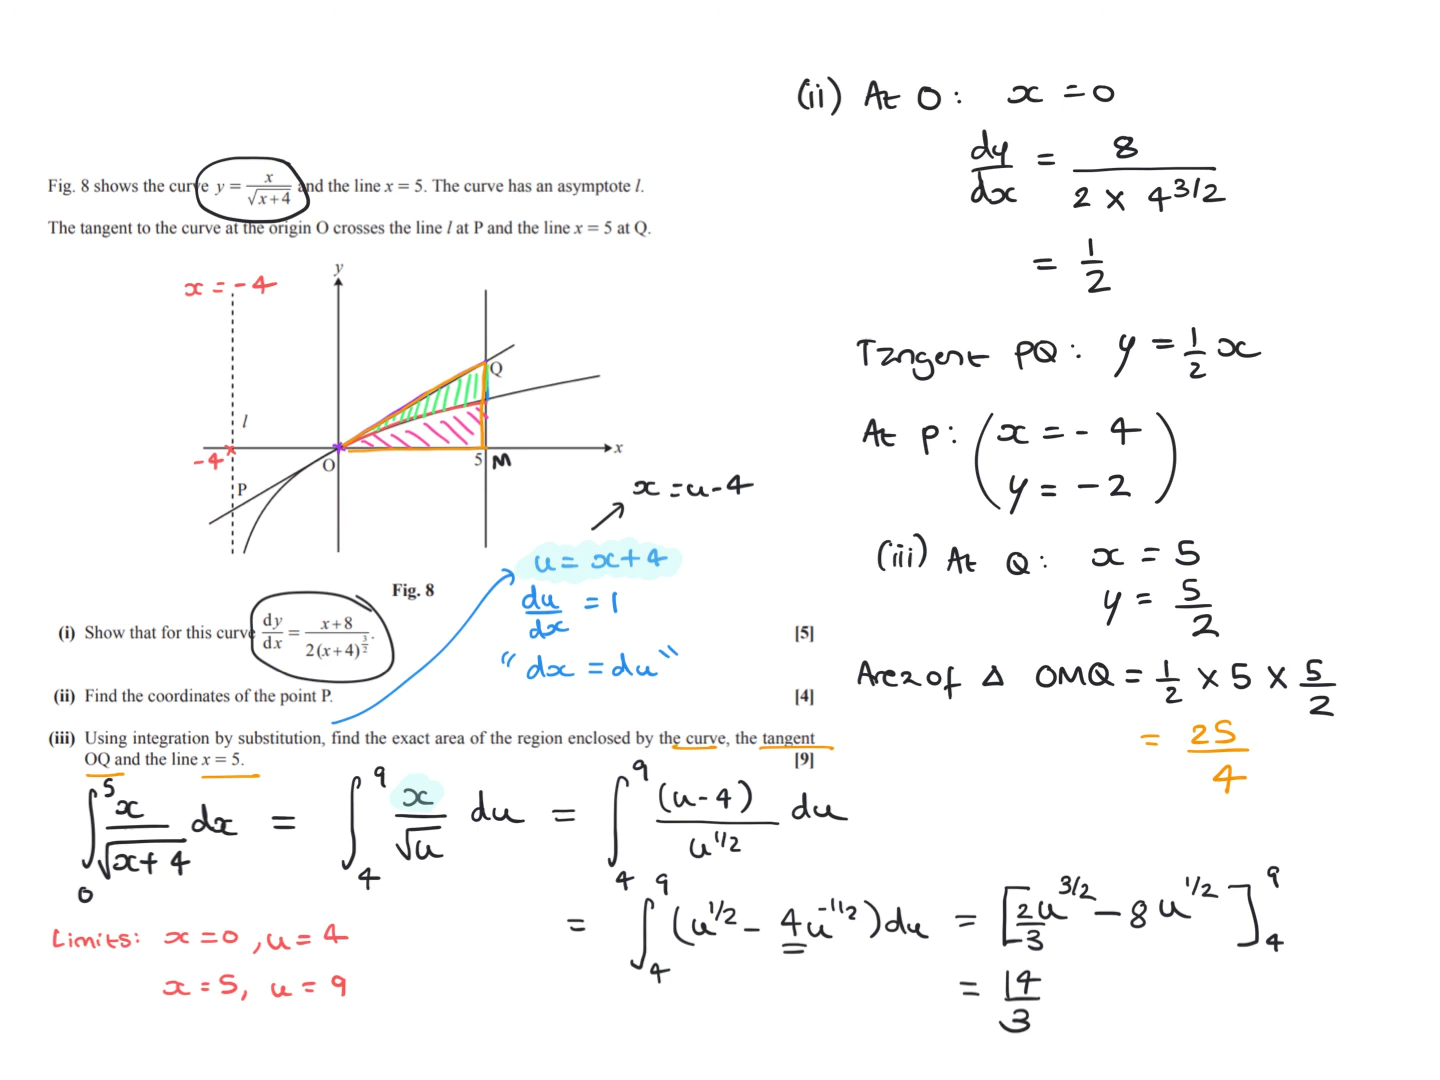 Fig. 8 shows the curve y = x/√(x+4) and the line x = 5. The curve has an asymptote l.
The tangent to the curve at the origin O crosses the line l at P and the line x = 5 at Q.
x = -4
y
Q
l
-4
O
5
M
x
P
x = u-4
u = x+4
Fig. 8
du/dx = 1
"dx = du"
(i) Show that for this curve dy/dx = (x+8)/(2(x+4)^(3/2)). [5]
(ii) Find the coordinates of the point P. [4]
(iii) Using integration by substitution, find the exact area of the region enclosed by the curve, the tangent
OQ and the line x = 5. [9]
∫₀⁵ x/√(x+4) dx = ∫₄⁹ x/√u du = ∫₄⁹ (u-4)/u^(1/2) du
= ∫₄⁹ (u^(1/2) - 4u^(-1/2)) du = [2/3 u^(3/2) - 8u^(1/2)]₄⁹
= 14/3
Limits: x = 0, u = 4
x = 5, u = 9
(ii) At O: x = 0
dy/dx = 8/(2 × 4^(3/2))
= 1/2
Tangent PQ: y = 1/2 x
At P: (x = -4
y = -2)
(iii) At Q: x = 5
y = 5/2
Area of Δ OMQ = 1/2 × 5 × 5/2
= 25/4